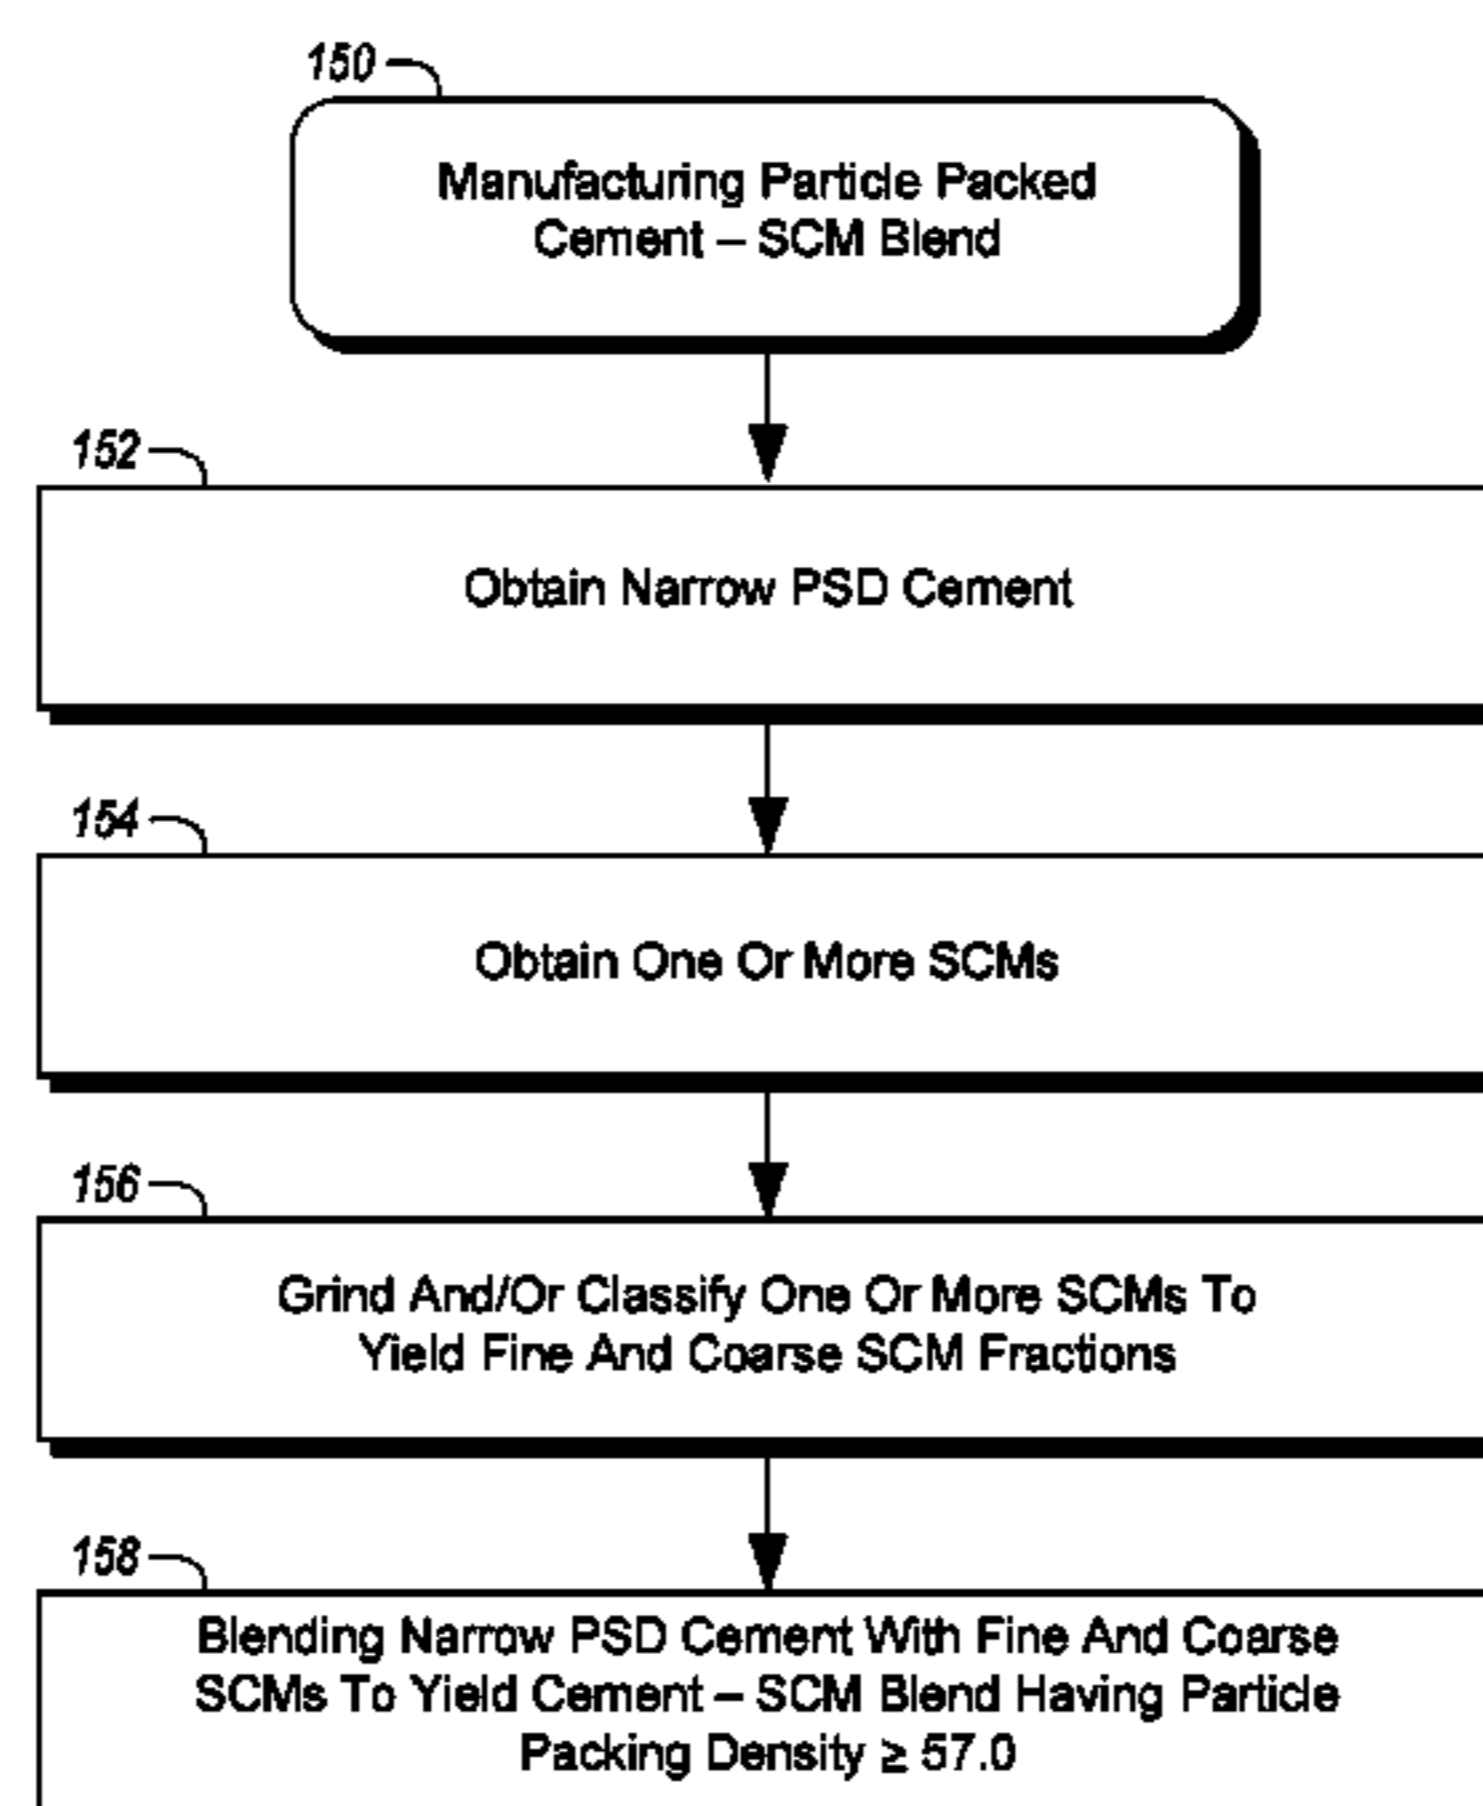 150
Manufacturing Particle Packed
Cement – SCM Blend
152
Obtain Narrow PSD Cement
154
Obtain One Or More SCMs
156
Grind And/Or Classify One Or More SCMs To
Yield Fine And Coarse SCM Fractions
158
Blending Narrow PSD Cement With Fine And Coarse
SCMs To Yield Cement – SCM Blend Having Particle
Packing Density ≥ 57.0